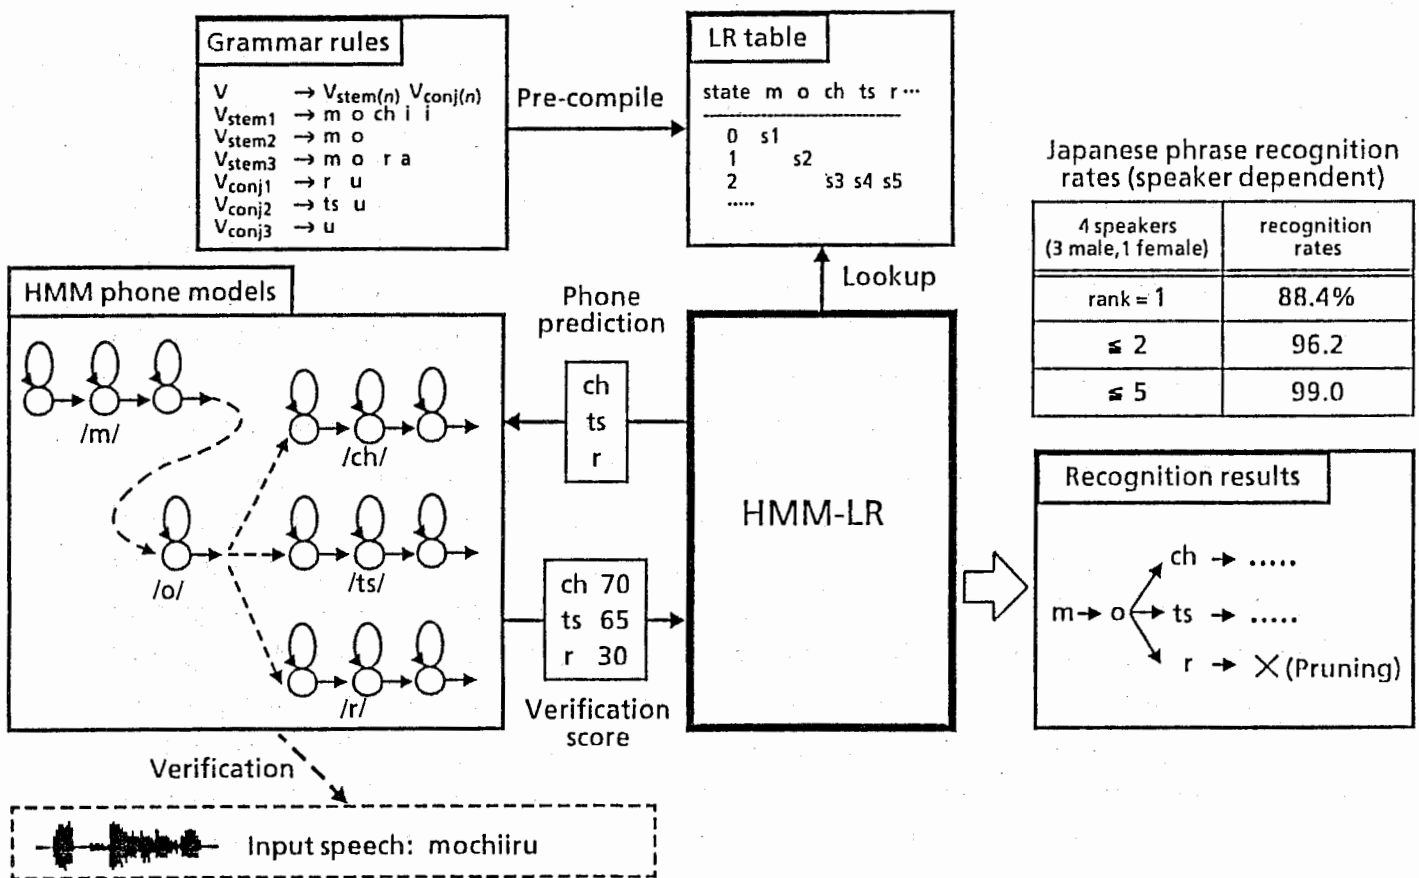 Grammar rules
V → Vstem(n) Vconj(n)
Vstem1 → m o ch i i
Vstem2 → m o
Vstem3 → m o r a
Vconj1 → r u
Vconj2 → ts u
Vconj3 → u
Pre-compile
LR table
state m o ch ts r ...
0 s1
1 s2
2 s3 s4 s5
.....
Lookup
Japanese phrase recognition
rates (speaker dependent)
4 speakers
(3 male, 1 female)
recognition
rates
rank = 1 88.4%
≦ 2 96.2
≦ 5 99.0
HMM phone models
/m/
/o/
/ch/
/ts/
/r/
Phone
prediction
ch
ts
r
ch 70
ts 65
r 30
Verification
score
HMM-LR
Recognition results
m → o
ch → .....
ts → .....
r → × (Pruning)
Verification
Input speech: mochiiru